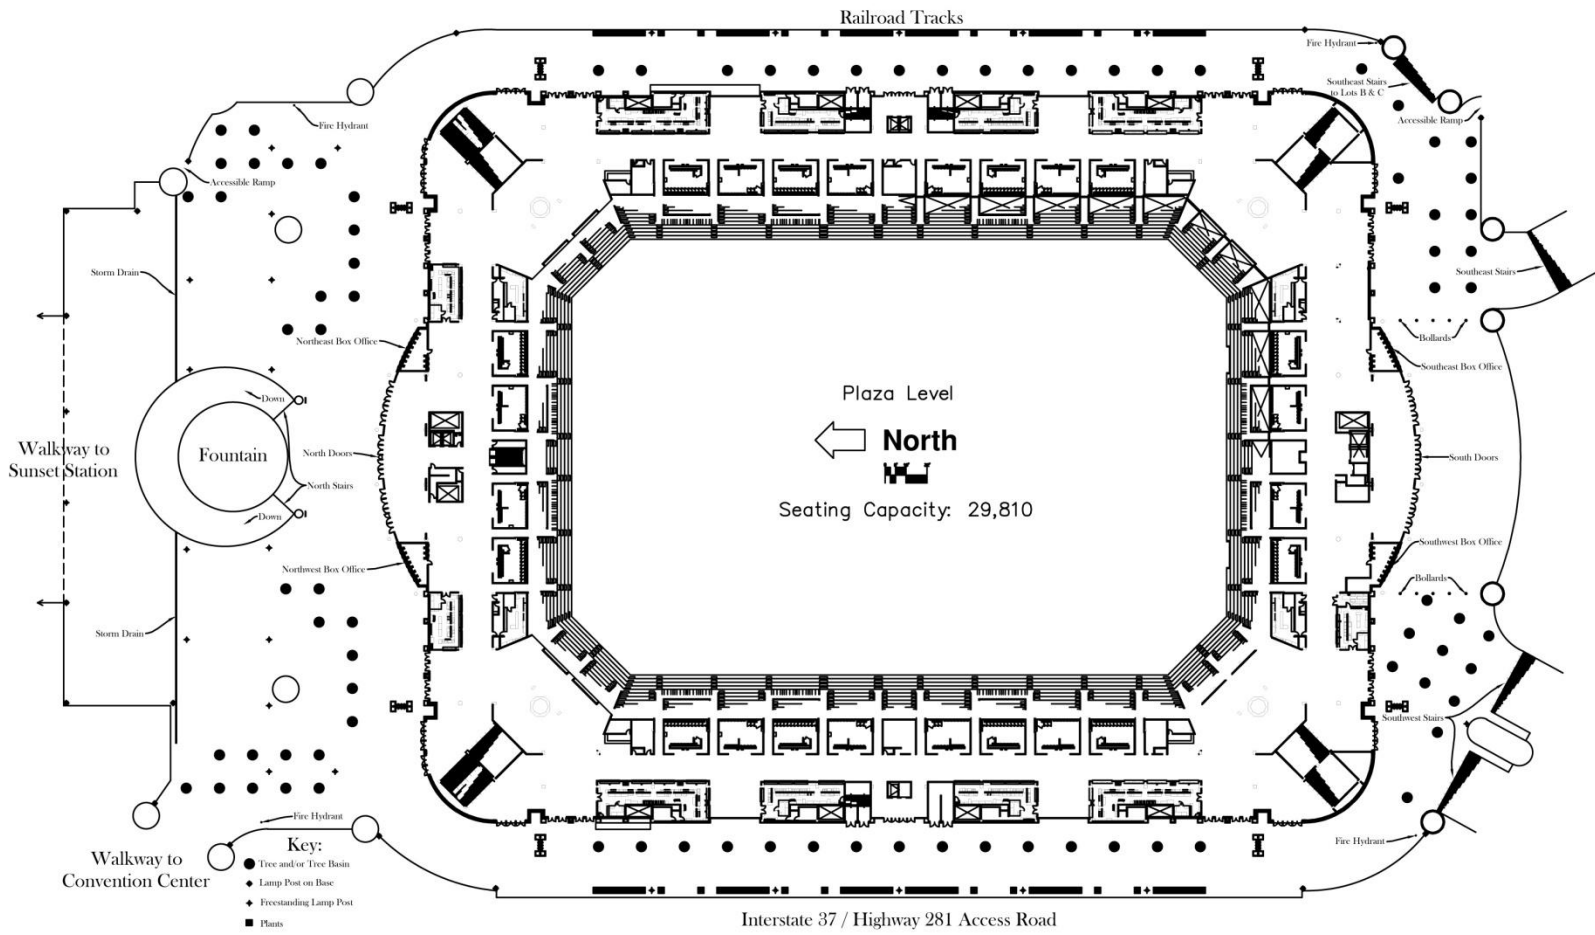 Railroad Tracks
Fire Hydrant
Southeast Stairs
to Lots B & C
Accessible Ramp
Fire Hydrant
Accessible Ramp
Storm Drain
Southeast Stairs
Northeast Box Office
Bollards
Southeast Box Office
Plaza Level
Down
North
Walkway to
Sunset Station
Fountain
North Doors
South Doors
North Stairs
Seating Capacity: 29,810
Down
Northwest Box Office
Southwest Box Office
Bollards
Storm Drain
Southwest Stairs
Fire Hydrant
Fire Hydrant
Key:
Tree and/or Tree Basin
Lamp Post on Base
Freestanding Lamp Post
Plants
Walkway to
Convention Center
Interstate 37 / Highway 281 Access Road